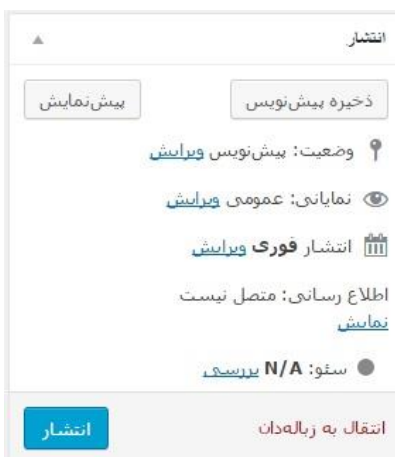 انتشار
ذخیره پیش‌نویس پیش‌نمایش
وضعیت: پیش‌نویس ویرایش
نمایانی: عمومی ویرایش
انتشار فوری ویرایش
اطلاع رسانی: متصل نیست
نمایش
سئو: N/A بررسی
انتقال به زباله‌دان انتشار